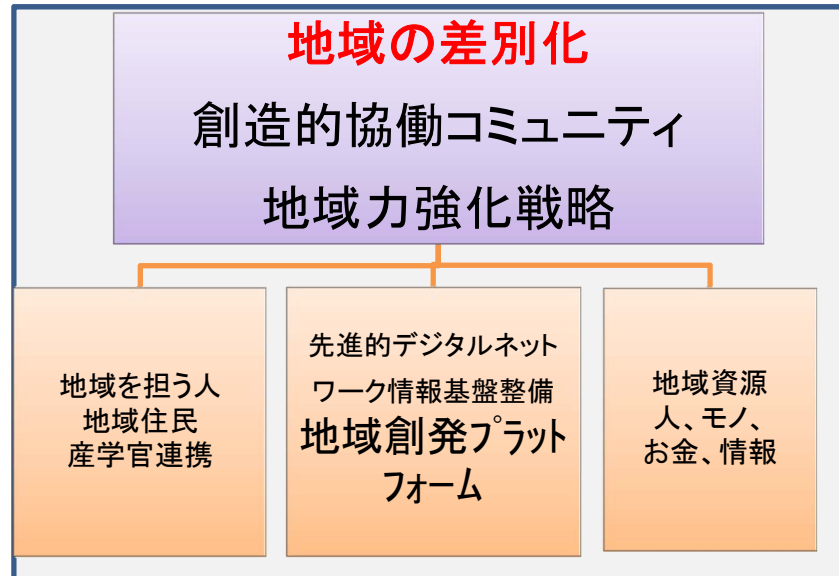 地域の差別化
創造的協働コミュニティ
地域力強化戦略
地域を担う人
地域住民
産学官連携
先進的デジタルネット
ワーク情報基盤整備
地域創発プラット
フォーム
地域資源
人、モノ、
お金、情報